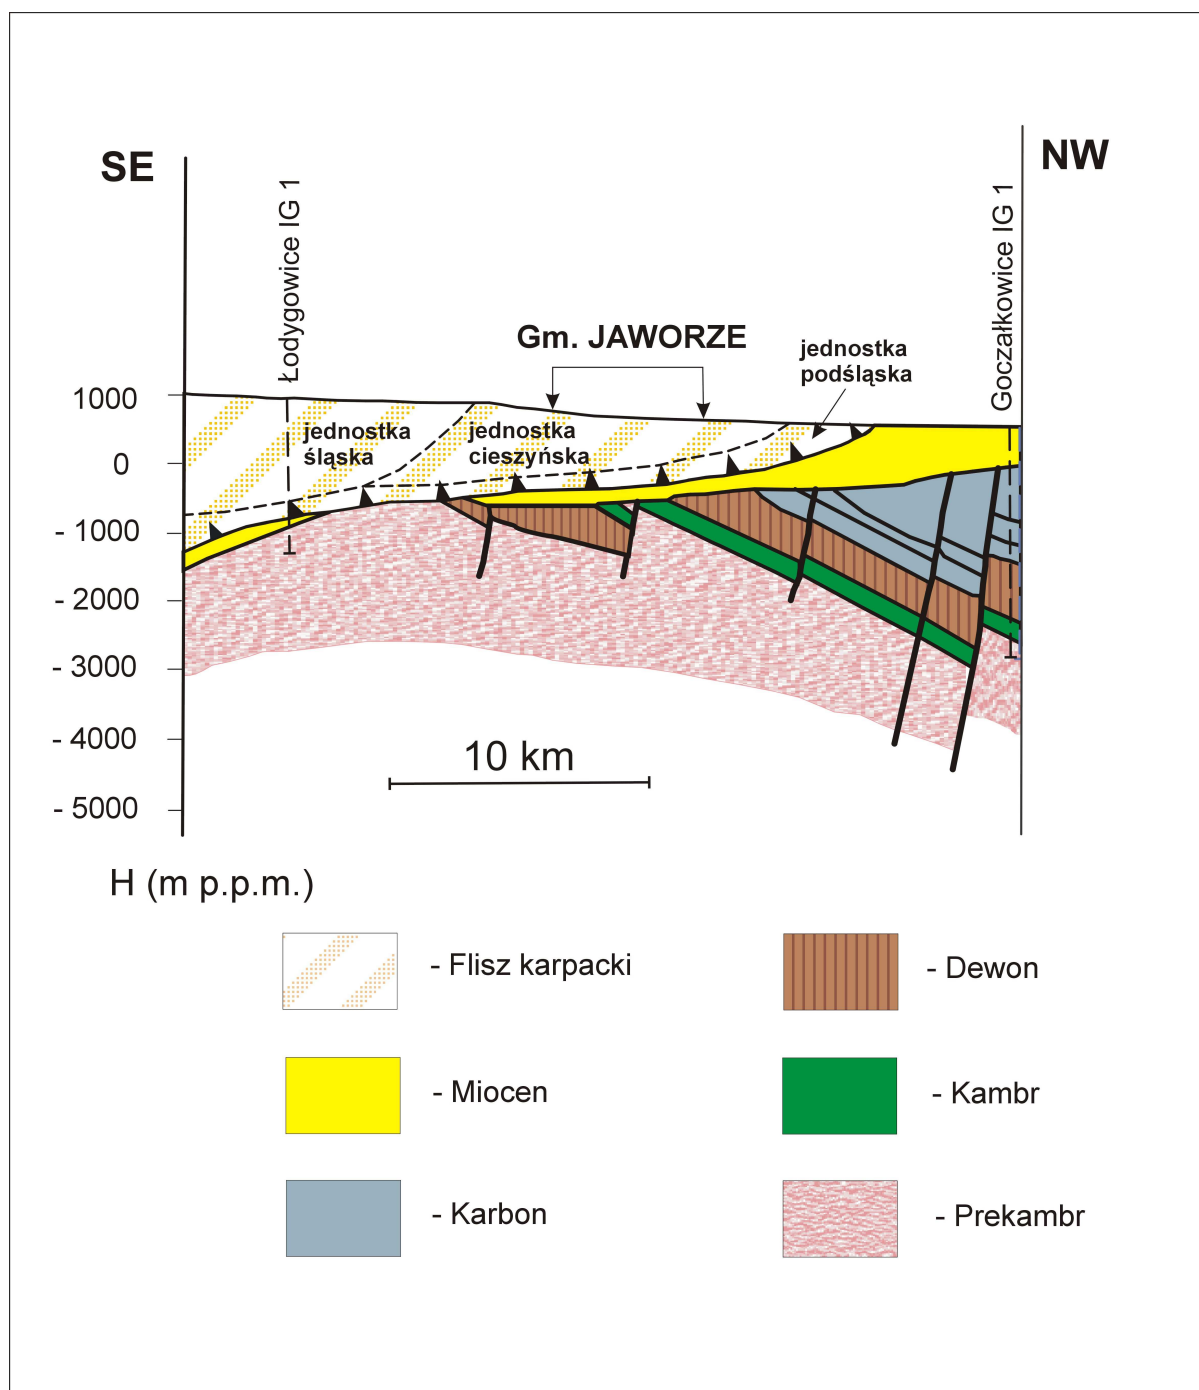 SE
NW
Łodygowice IG 1
Goczałkowice IG 1
Gm. JAWORZE
jednostka
podśląska
jednostka
śląska
jednostka
cieszyńska
1000
0
- 1000
- 2000
- 3000
- 4000
- 5000
10 km
H (m p.p.m.)
- Flisz karpacki
- Dewon
- Miocen
- Kambr
- Karbon
- Prekambr